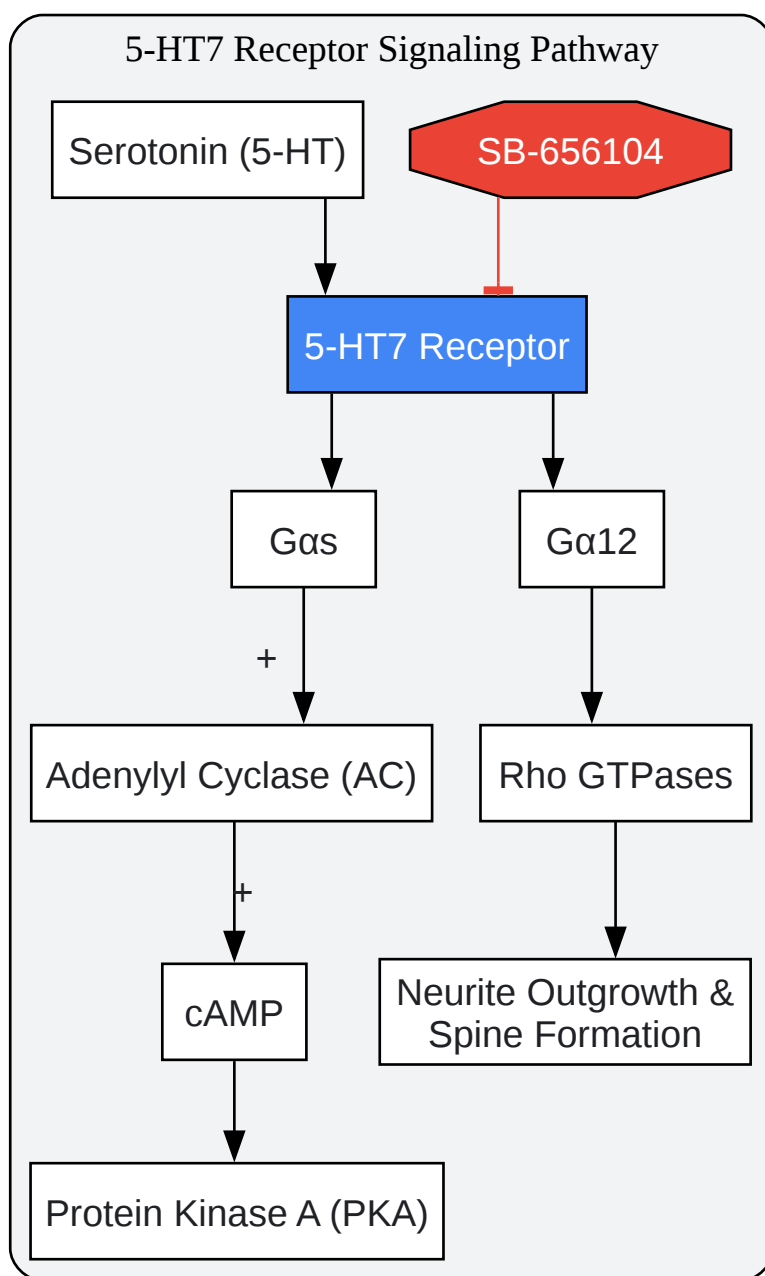 5-HT7 Receptor Signaling Pathway
Serotonin (5-HT)
SB-656104
5-HT7 Receptor
Gαs
Gα12
+
Adenylyl Cyclase (AC)
Rho GTPases
+
cAMP
Neurite Outgrowth &
Spine Formation
Protein Kinase A (PKA)